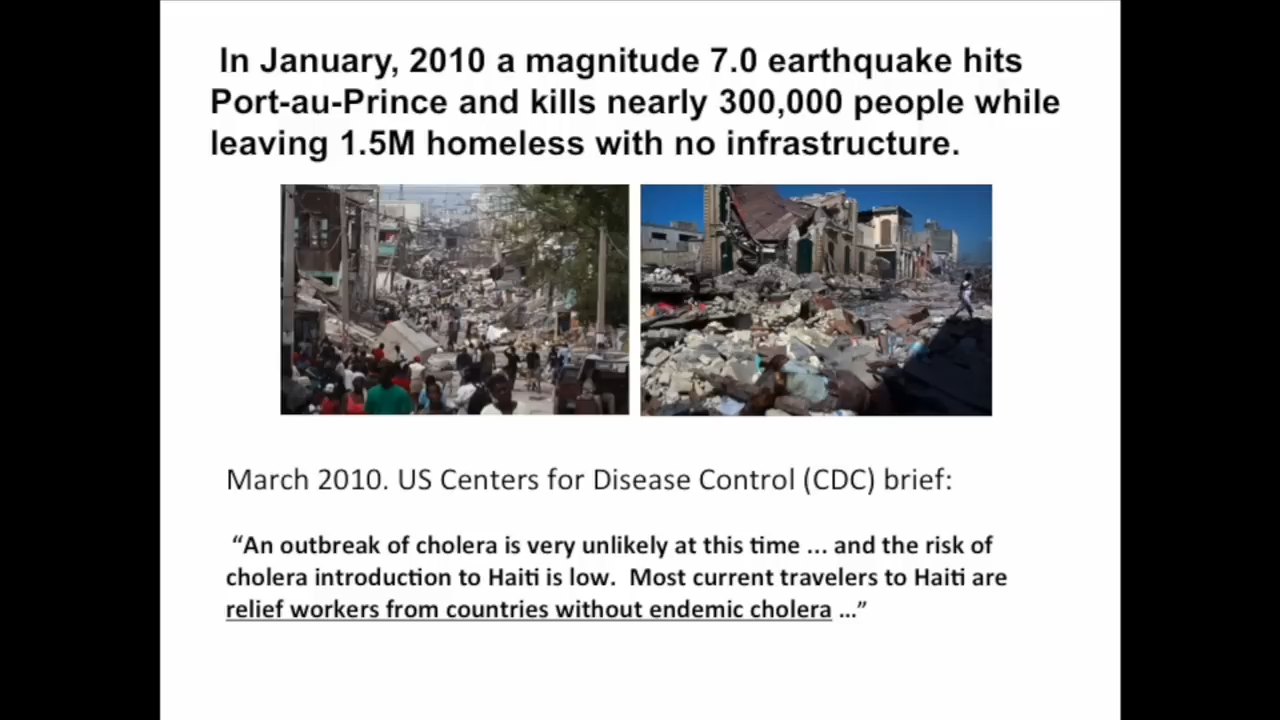 In January, 2010 a magnitude 7.0 earthquake hits
Port-au-Prince and kills nearly 300,000 people while
leaving 1.5M homeless with no infrastructure.
March 2010. US Centers for Disease Control (CDC) brief:
“An outbreak of cholera is very unlikely at this time ... and the risk of
cholera introduction to Haiti is low.  Most current travelers to Haiti are
relief workers from countries without endemic cholera ...”